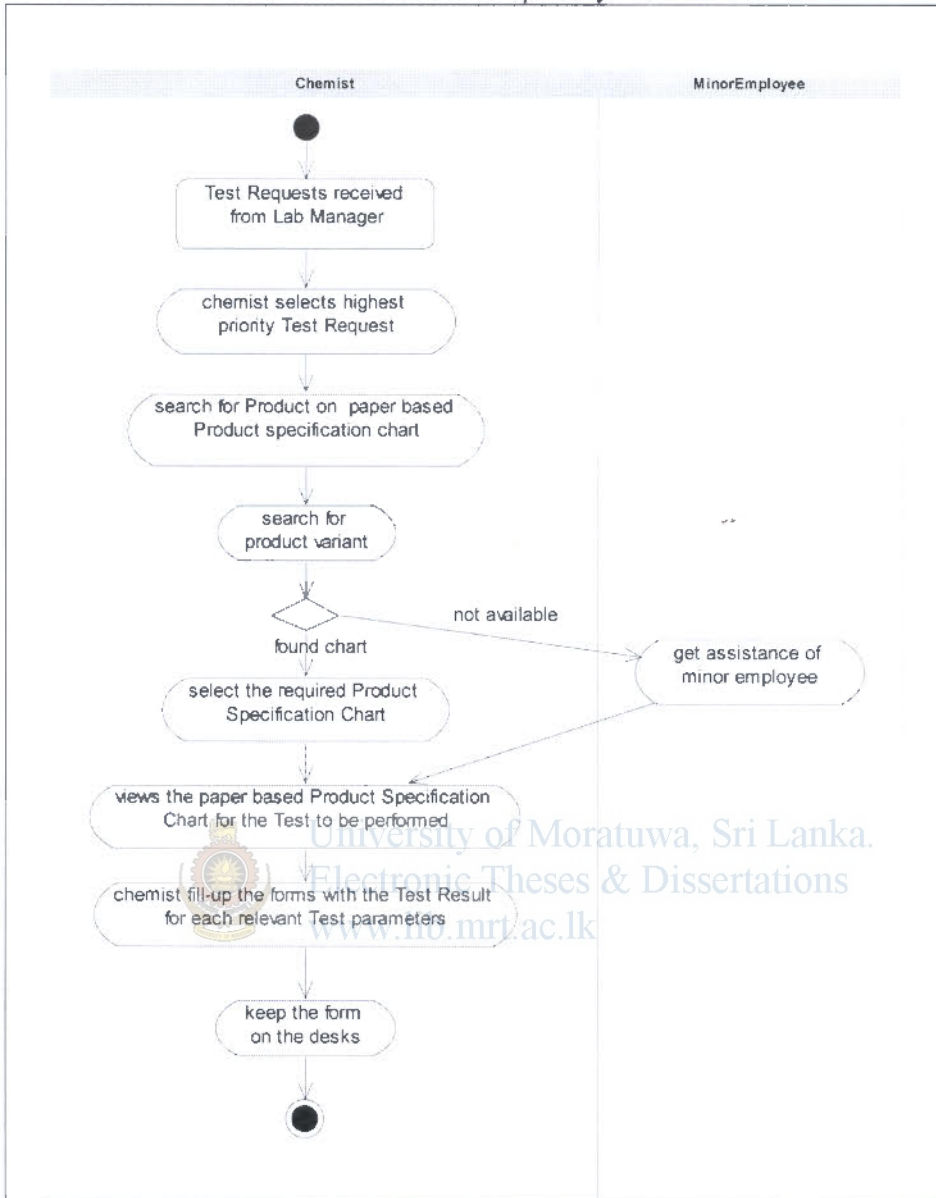 Chemist
MinorEmployee
Test Requests received
from Lab Manager
chemist selects highest
priority Test Request
search for Product on paper based
Product specification chart
search for
product variant
not available
found chart
get assistance of
minor employee
select the required Product
Specification Chart
views the paper based Product Specification
Chart for the Test to be performed
University of Moratuwa, Sri Lanka.
Electronic Theses & Dissertations
www.lib.mrt.ac.lk
chemist fill-up the forms with the Test Result
for each relevant Test parameters
keep the form
on the desks